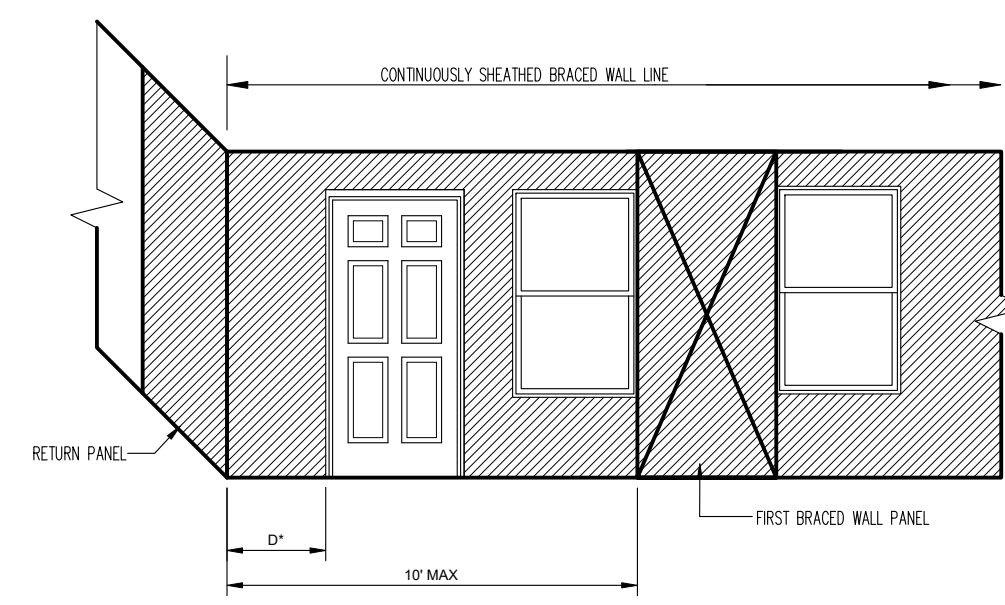 CONTINUOUSLY SHEATHED BRACED WALL LINE
RETURN PANEL
FIRST BRACED WALL PANEL
D*
10' MAX